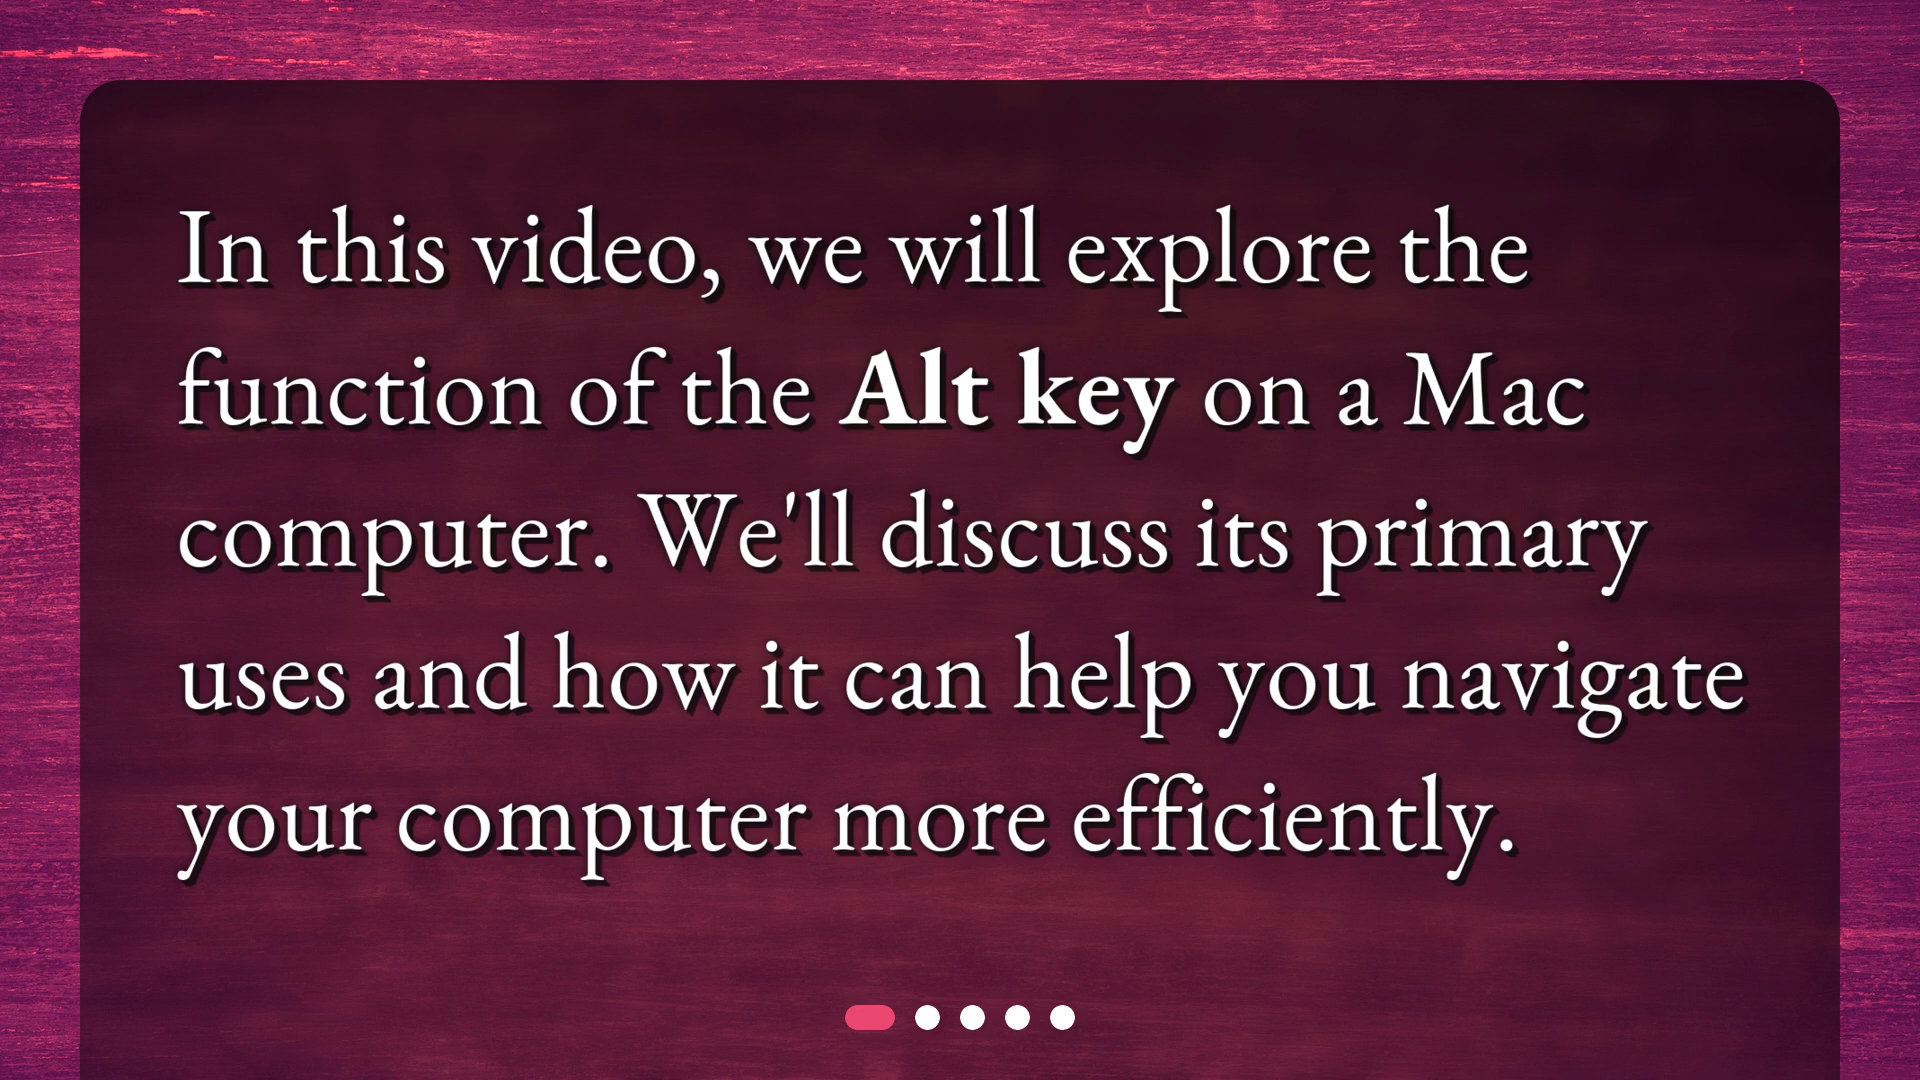 In this video, we will explore the
function of the Alt key on a Mac
computer. We'll discuss its primary
uses and how it can help you navigate
your computer more efficiently.